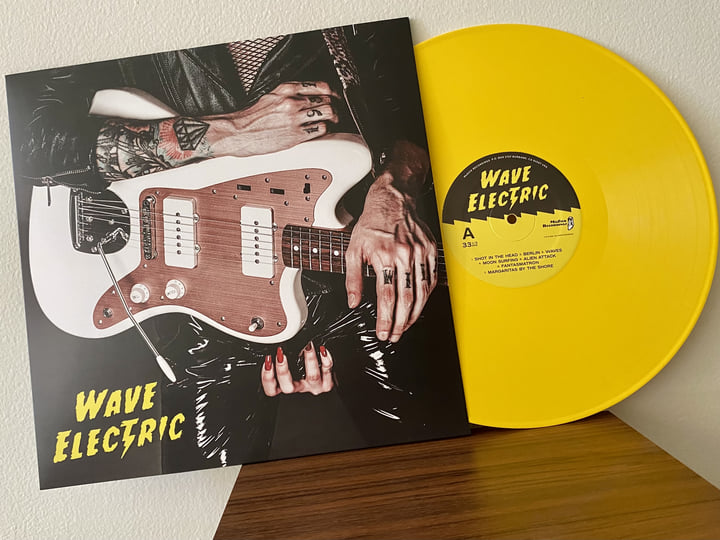 WAVE
ELECTRIC
WAVE
ELECTRIC
A
33⅓
• SHOT IN THE HEAD • BERLIN • WAVES
• MOON SURFING • ALIEN ATTACK
• FANTASMATRON
• MARGARITAS BY THE SHORE